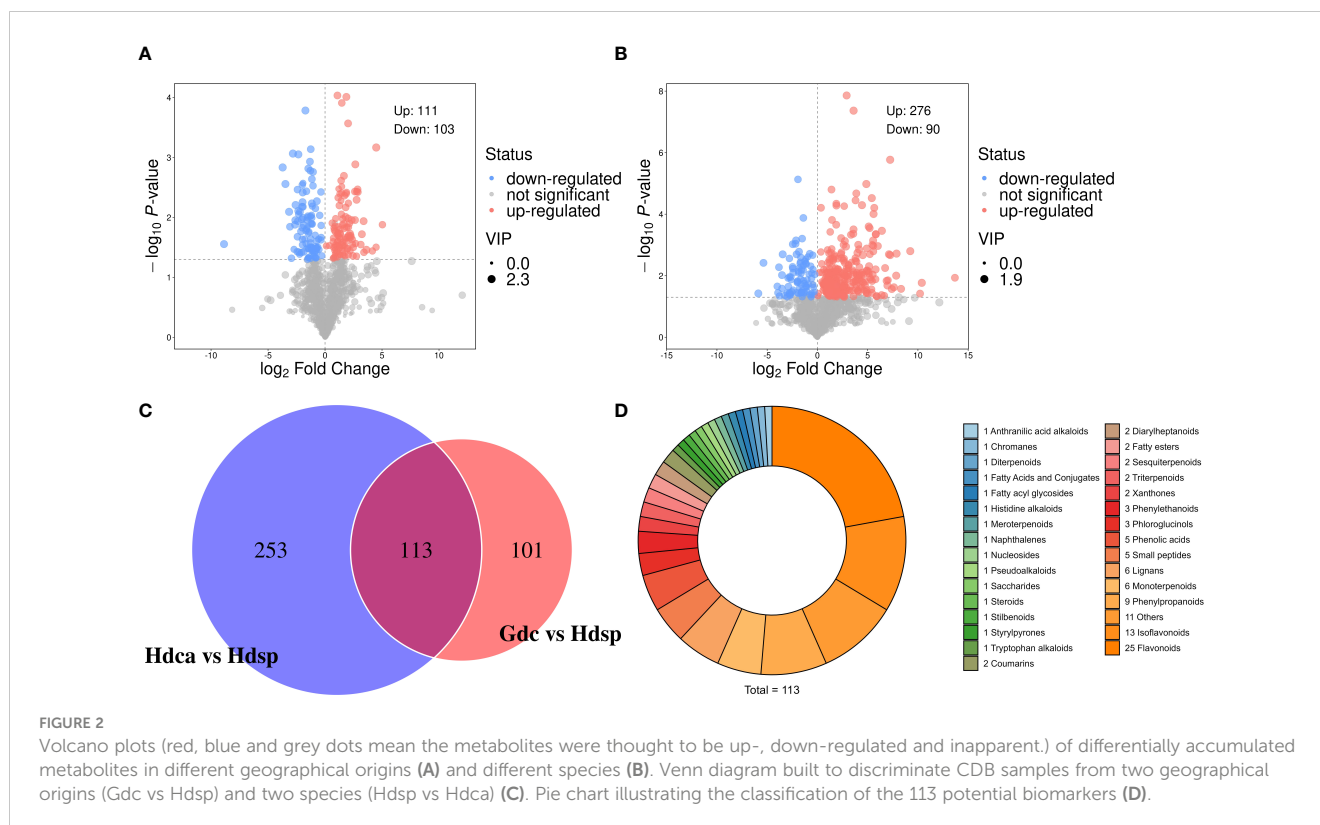 A
Up: 111
Down: 103
4
3
2
1
0
-10
-5
0
5
10
− log10 P-value
log2 Fold Change
Status
down-regulated
not significant
up-regulated
VIP
0.0
2.3
B
Up: 276
Down: 90
8
6
4
2
0
-15
-10
-5
0
5
10
15
− log10 P-value
log2 Fold Change
Status
down-regulated
not significant
up-regulated
VIP
0.0
1.9
C
253
113
101
Hdca vs Hdsp
Gdc vs Hdsp
D
Total = 113
1 Anthranilic acid alkaloids
1 Chromanes
1 Diterpenoids
1 Fatty Acids and Conjugates
1 Fatty acyl glycosides
1 Histidine alkaloids
1 Meroterpenoids
1 Naphthalenes
1 Nucleosides
1 Pseudoalkaloids
1 Saccharides
1 Steroids
1 Stilbenoids
1 Styrylpyrones
1 Tryptophan alkaloids
2 Coumarins
2 Diarylheptanoids
2 Fatty esters
2 Sesquiterpenoids
2 Triterpenoids
2 Xanthones
3 Phenylethanoids
3 Phloroglucinols
5 Phenolic acids
5 Small peptides
6 Lignans
6 Monoterpenoids
9 Phenylpropanoids
11 Others
13 Isoflavonoids
25 Flavonoids
FIGURE 2
Volcano plots (red, blue and grey dots mean the metabolites were thought to be up-, down-regulated and inapparent.) of differentially accumulated
metabolites in different geographical origins (A) and different species (B). Venn diagram built to discriminate CDB samples from two geographical
origins (Gdc vs Hdsp) and two species (Hdsp vs Hdca) (C). Pie chart illustrating the classification of the 113 potential biomarkers (D).